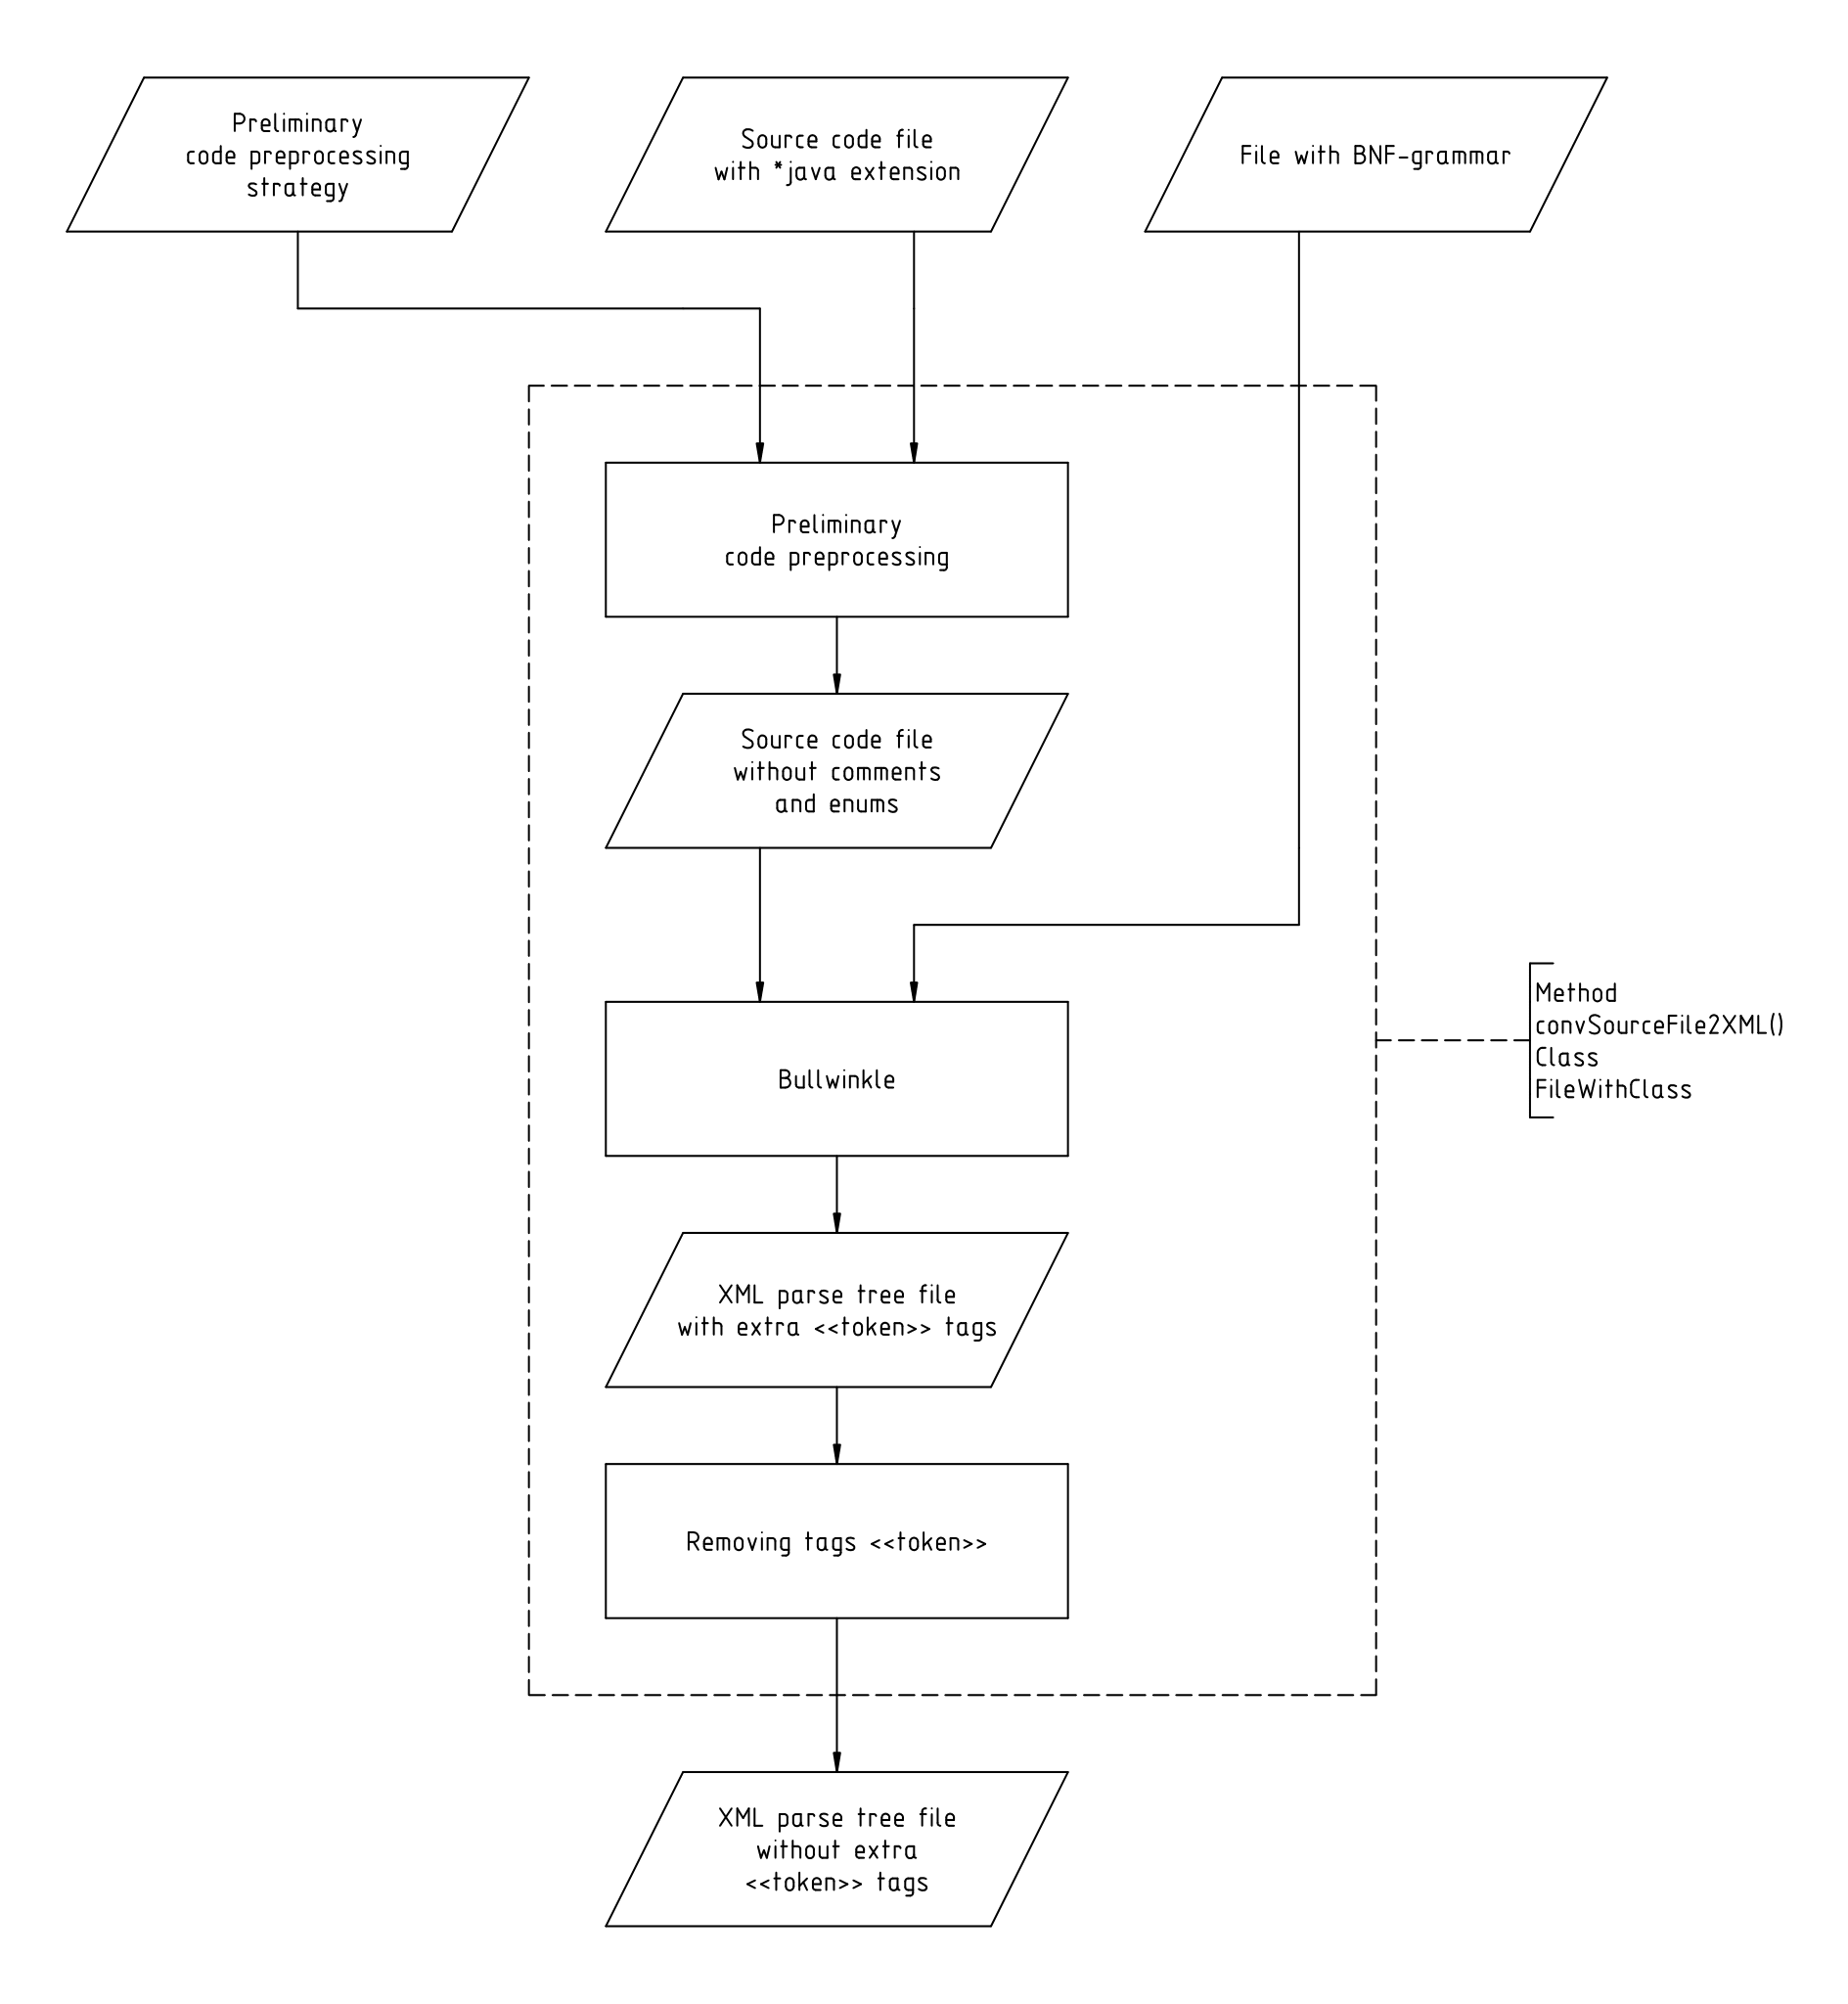 Preliminary
code preprocessing
strategy
Source code file
with *java extension
File with BNF-grammar
Preliminary
code preprocessing
Source code file
without comments
and enums
Method
convSourceFile2XML()
Class
FileWithClass
Bullwinkle
XML parse tree file
with extra <<token>> tags
Removing tags <<token>>
XML parse tree file
without extra
<<token>> tags